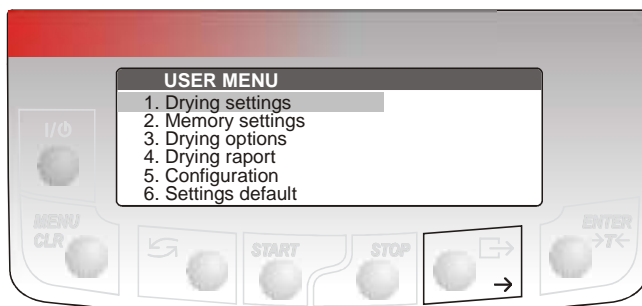 USER MENU
1. Drying settings
2. Memory settings
3. Drying options
4. Drying raport
5. Configuration
6. Settings default
I/⏻
MENU
CLR
START
STOP
→
ENTER
→T←